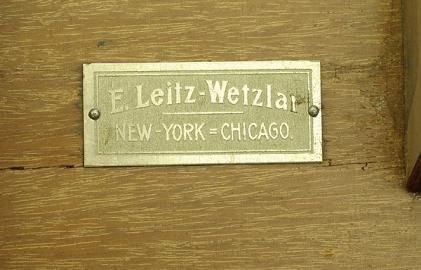 E. Leitz-Wetzlar
NEW-YORK=CHICAGO.